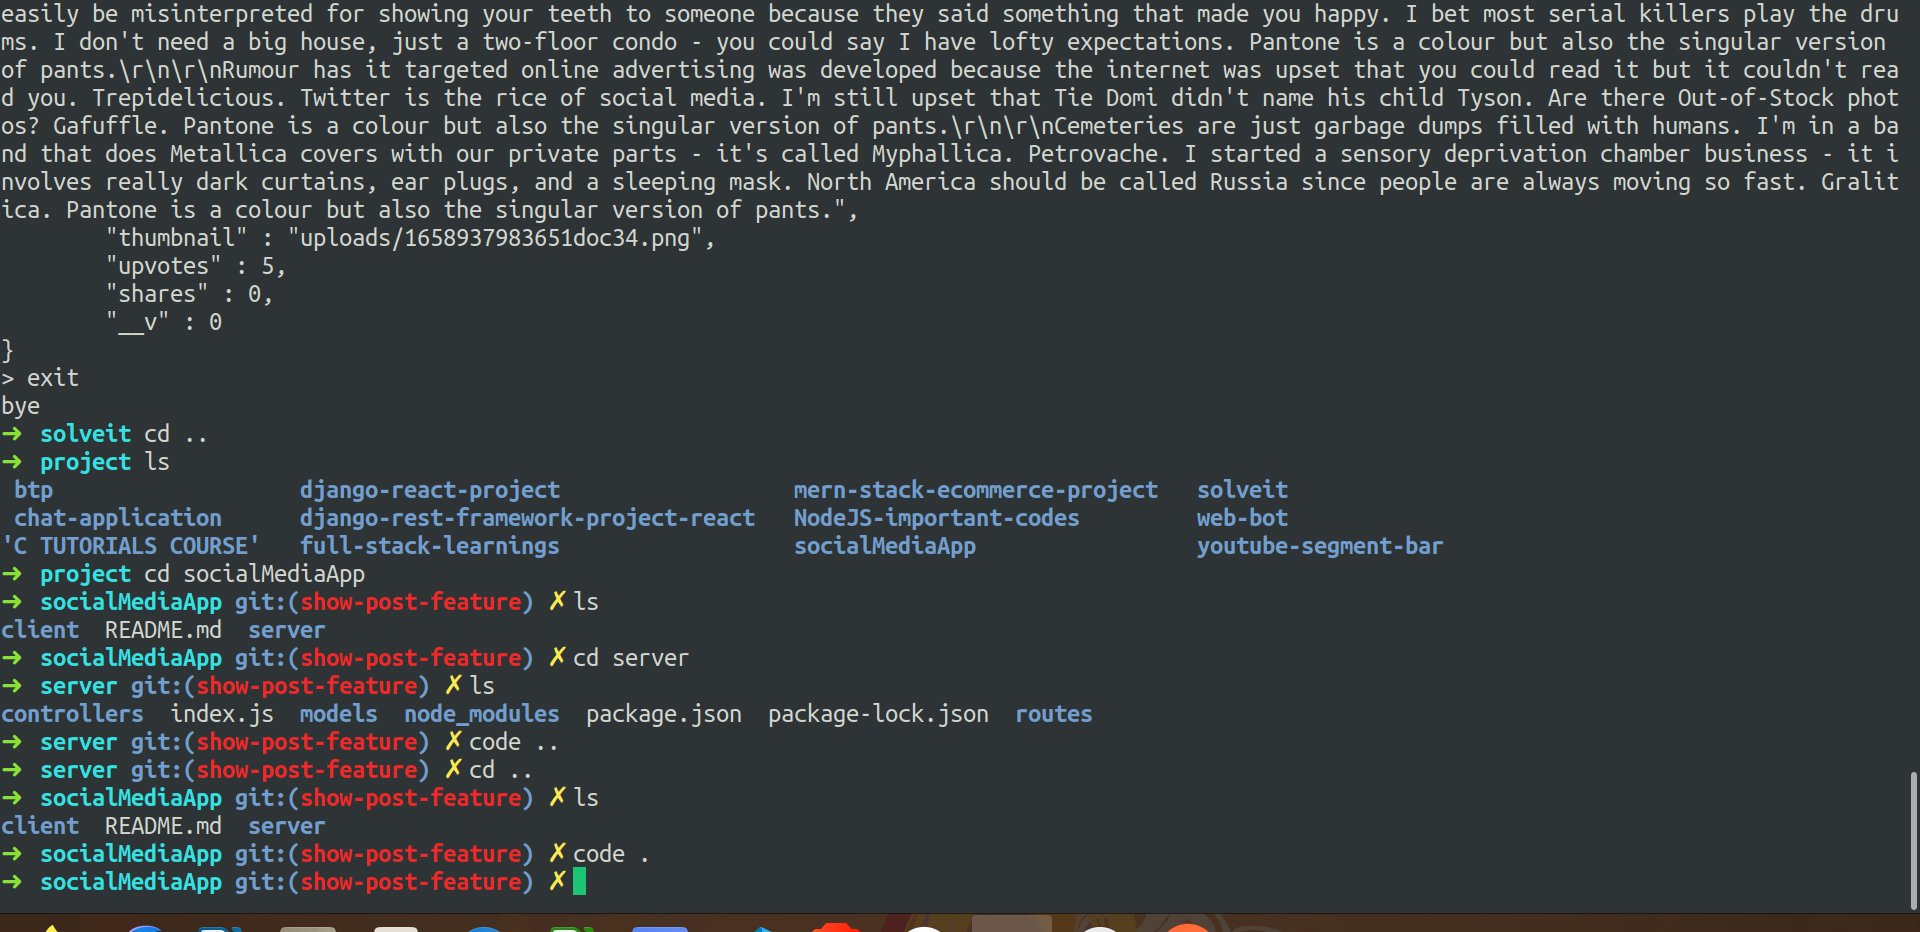 easily be misinterpreted for showing your teeth to someone because they said something that made you happy. I bet most serial killers play the dru
ms. I don't need a big house, just a two-floor condo - you could say I have lofty expectations. Pantone is a colour but also the singular version
of pants.\r\n\r\nRumour has it targeted online advertising was developed because the internet was upset that you could read it but it couldn't rea
d you. Trepidelicious. Twitter is the rice of social media. I'm still upset that Tie Domi didn't name his child Tyson. Are there Out-of-Stock phot
os? Gafuffle. Pantone is a colour but also the singular version of pants.\r\n\r\nCemeteries are just garbage dumps filled with humans. I'm in a ba
nd that does Metallica covers with our private parts - it's called Myphallica. Petrovache. I started a sensory deprivation chamber business - it i
nvolves really dark curtains, ear plugs, and a sleeping mask. North America should be called Russia since people are always moving so fast. Gralit
ica. Pantone is a colour but also the singular version of pants.",
"thumbnail" : "uploads/1658937983651doc34.png",
"upvotes" : 5,
"shares" : 0,
"__v" : 0
}
> exit
bye
➜ solveit cd ..
➜ project ls
btp django-react-project mern-stack-ecommerce-project solveit
chat-application django-rest-framework-project-react NodeJS-important-codes web-bot
'C TUTORIALS COURSE' full-stack-learnings socialMediaApp youtube-segment-bar
➜ project cd socialMediaApp
➜ socialMediaApp git:(show-post-feature) ✗ ls
client README.md server
➜ socialMediaApp git:(show-post-feature) ✗ cd server
➜ server git:(show-post-feature) ✗ ls
controllers index.js models node_modules package.json package-lock.json routes
➜ server git:(show-post-feature) ✗ code ..
➜ server git:(show-post-feature) ✗ cd ..
➜ socialMediaApp git:(show-post-feature) ✗ ls
client README.md server
➜ socialMediaApp git:(show-post-feature) ✗ code .
➜ socialMediaApp git:(show-post-feature) ✗